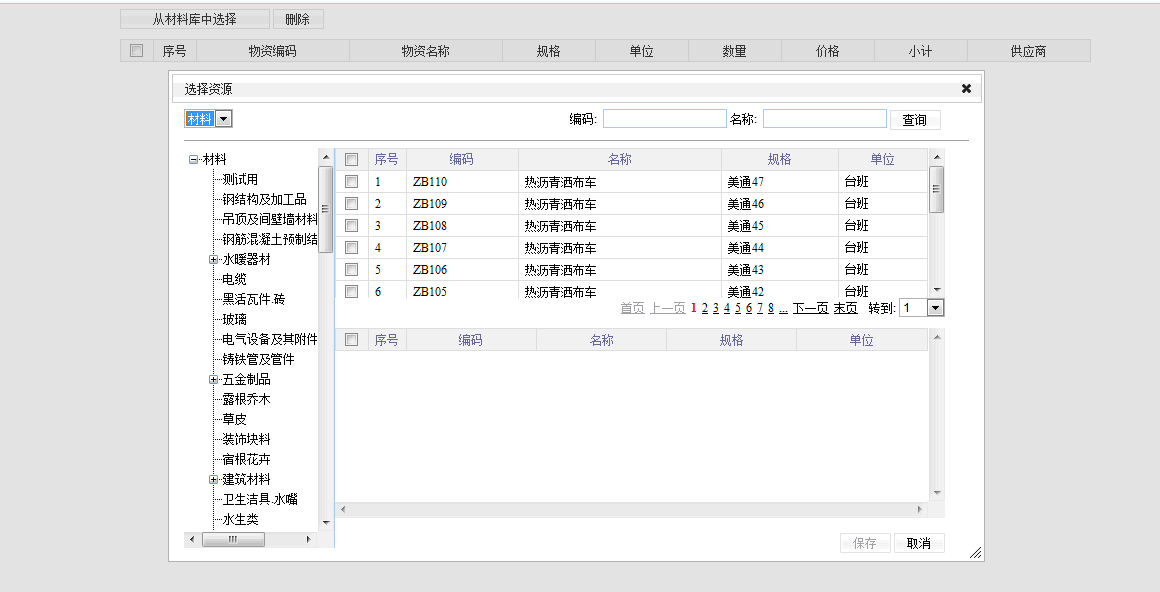 从材料库中选择 删除
序号 物资编码 物资名称 规格 单位 数量 价格 小计 供应商
选择资源
材料 编码: 名称: 查询
材料
测试用
钢结构及加工品
吊顶及间壁墙材料
钢筋混凝土预制结
水暖器材
电缆
黑活瓦件.砖
玻璃
电气设备及其附件
铸铁管及管件
五金制品
露根乔木
草皮
装饰块料
宿根花卉
建筑材料
卫生洁具.水嘴
水生类
序号 编码 名称 规格 单位
1 ZB110 热沥青洒布车 美通47 台班
2 ZB109 热沥青洒布车 美通46 台班
3 ZB108 热沥青洒布车 美通45 台班
4 ZB107 热沥青洒布车 美通44 台班
5 ZB106 热沥青洒布车 美通43 台班
6 ZB105 热沥青洒布车 美通42 台班
首页 上一页 1 2 3 4 5 6 7 8 ... 下一页 末页 转到: 1
序号 编码 名称 规格 单位
保存 取消